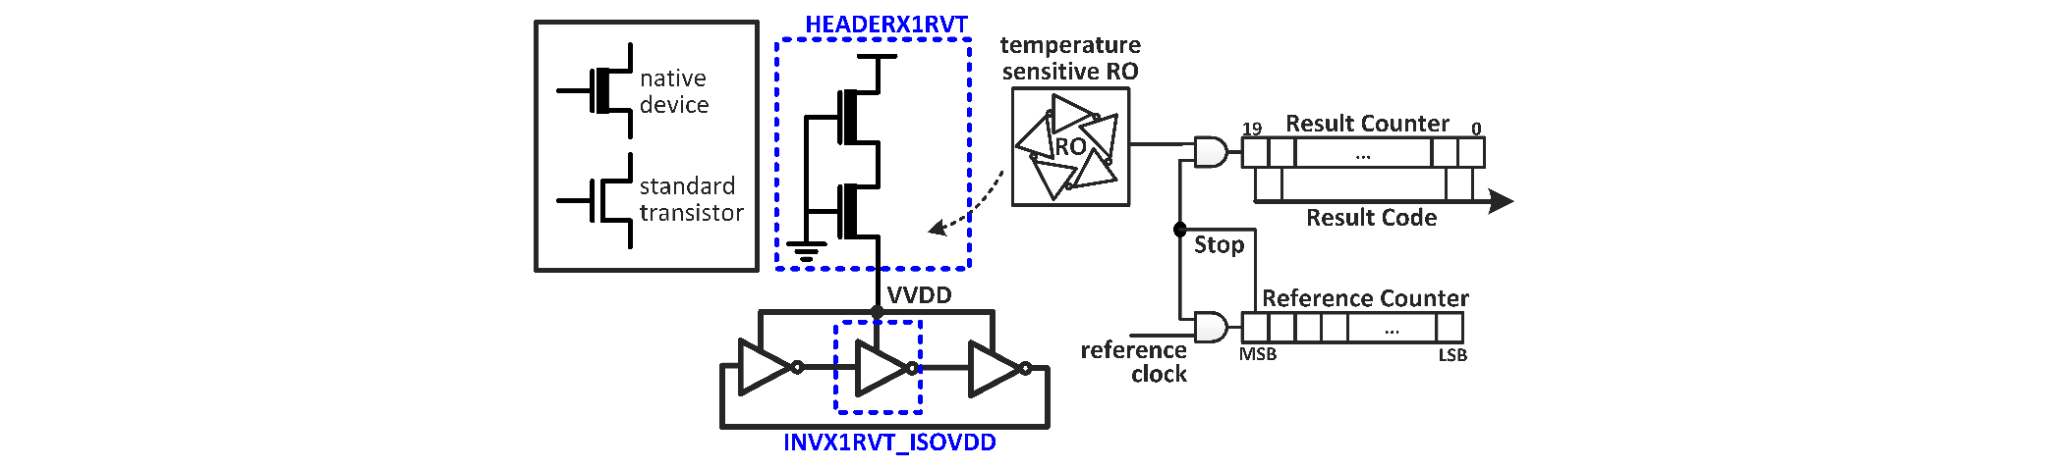 HEADERX1RVT
native
device
standard
transistor
temperature
sensitive RO
RO
19 Result Counter 0
...
Result Code
Stop
VVDD
Reference Counter
...
reference
clock
MSB LSB
INVX1RVT_ISOVDD